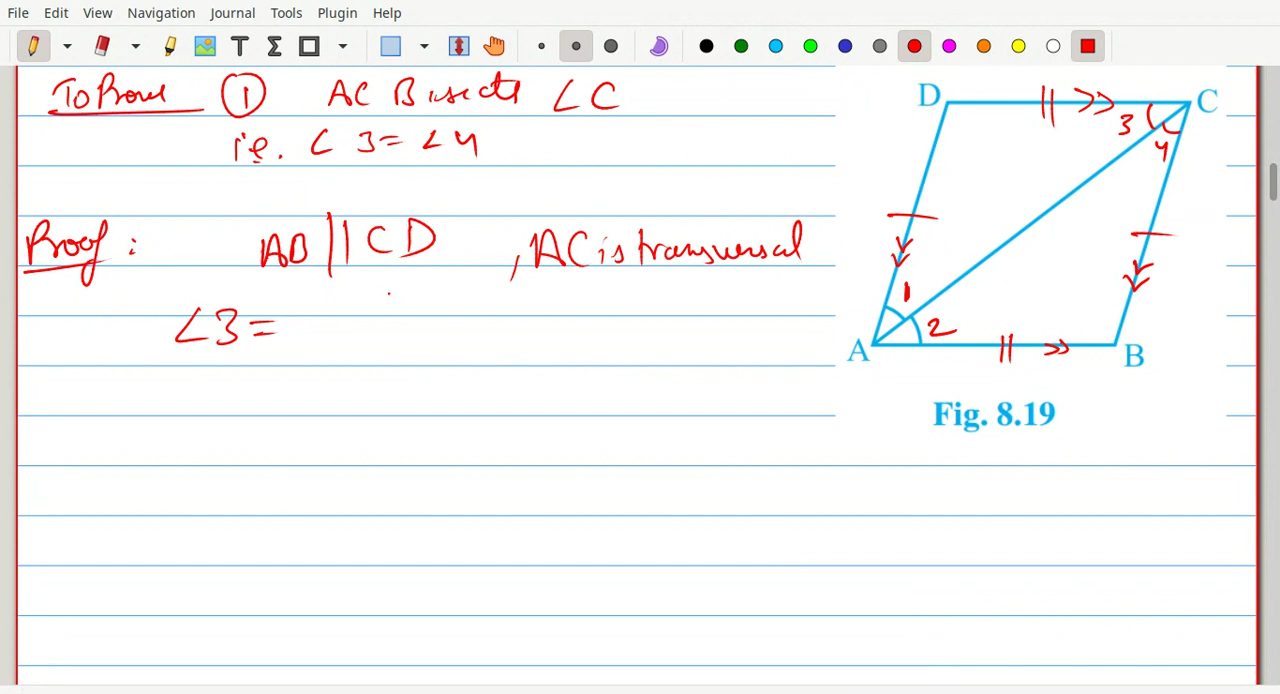 File Edit View Navigation Journal Tools Plugin Help
To Prove ① AC Bisects ∠C
i.e. ∠3=∠4
Proof : AB || CD , AC is transversal
∠3=
D C
3
4
1
2
A B
Fig. 8.19